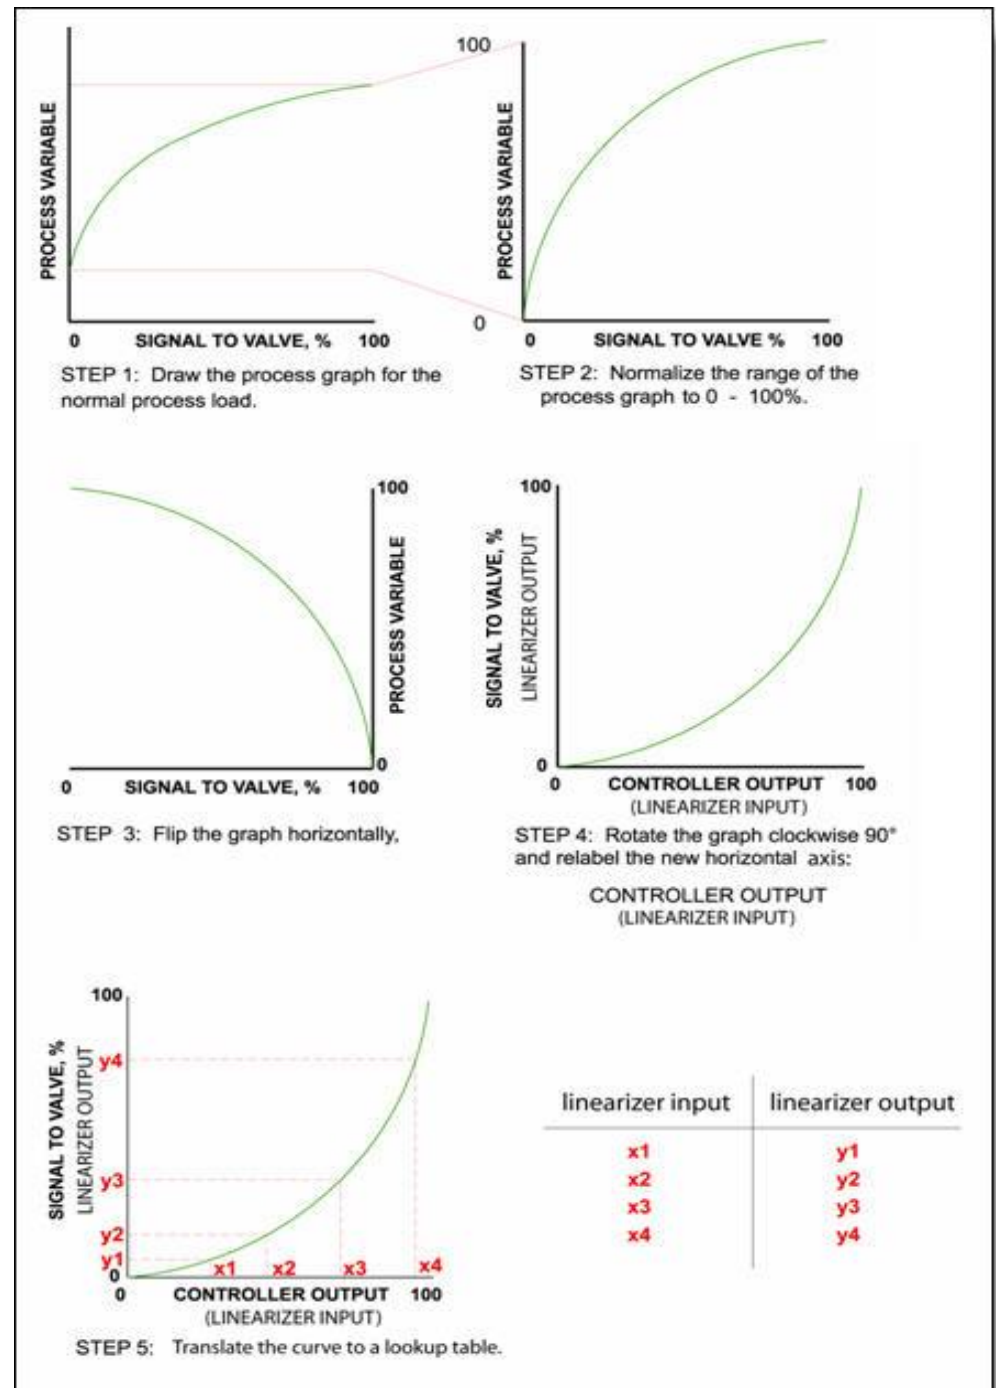 PROCESS VARIABLE
0 SIGNAL TO VALVE, % 100
STEP 1: Draw the process graph for the
normal process load.
100
PROCESS VARIABLE
0
0 SIGNAL TO VALVE % 100
STEP 2: Normalize the range of the
process graph to 0 - 100%.
100
PROCESS VARIABLE
0
0 SIGNAL TO VALVE, % 100
STEP 3: Flip the graph horizontally,
100
SIGNAL TO VALVE, %
LINEARIZER OUTPUT
0
0 CONTROLLER OUTPUT 100
(LINEARIZER INPUT)
STEP 4: Rotate the graph clockwise 90°
and relabel the new horizontal axis:
CONTROLLER OUTPUT
(LINEARIZER INPUT)
100
SIGNAL TO VALVE, %
LINEARIZER OUTPUT
y4
y3
y2
y1
0
x1 x2 x3 x4
0 CONTROLLER OUTPUT 100
(LINEARIZER INPUT)
STEP 5: Translate the curve to a lookup table.
linearizer input linearizer output
x1 y1
x2 y2
x3 y3
x4 y4